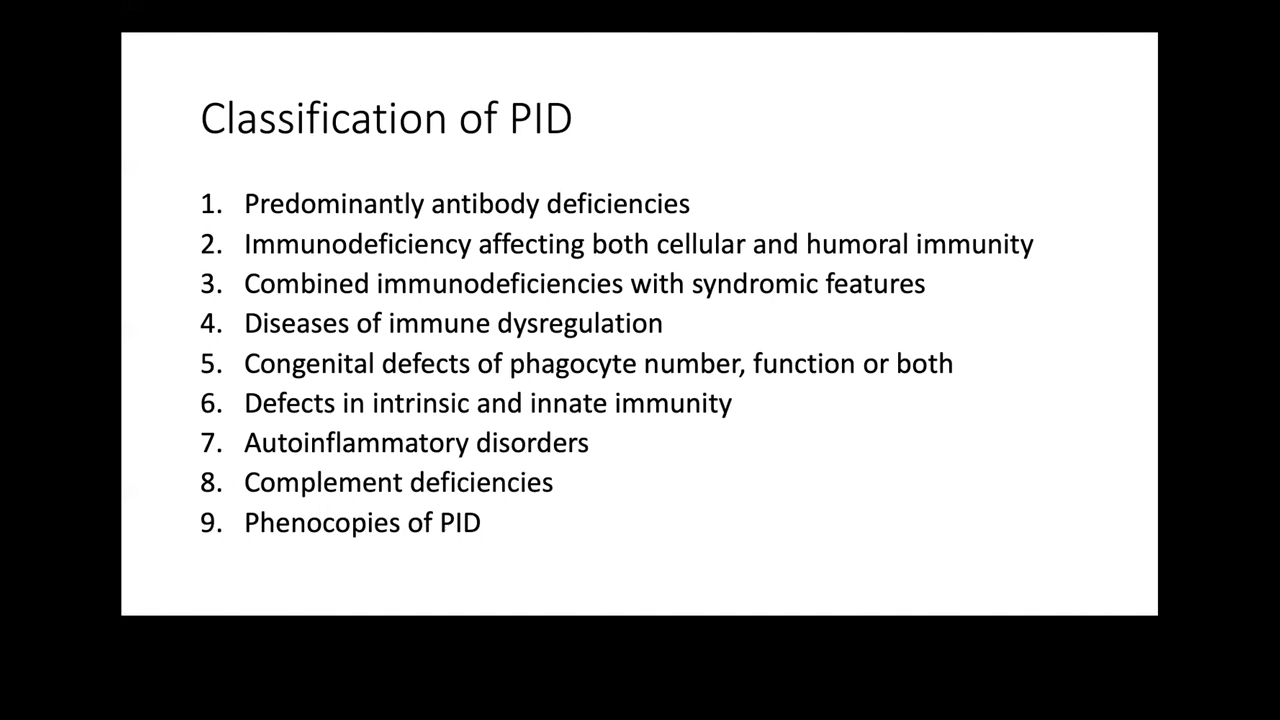 Classification of PID
1. Predominantly antibody deficiencies
2. Immunodeficiency affecting both cellular and humoral immunity
3. Combined immunodeficiencies with syndromic features
4. Diseases of immune dysregulation
5. Congenital defects of phagocyte number, function or both
6. Defects in intrinsic and innate immunity
7. Autoinflammatory disorders
8. Complement deficiencies
9. Phenocopies of PID